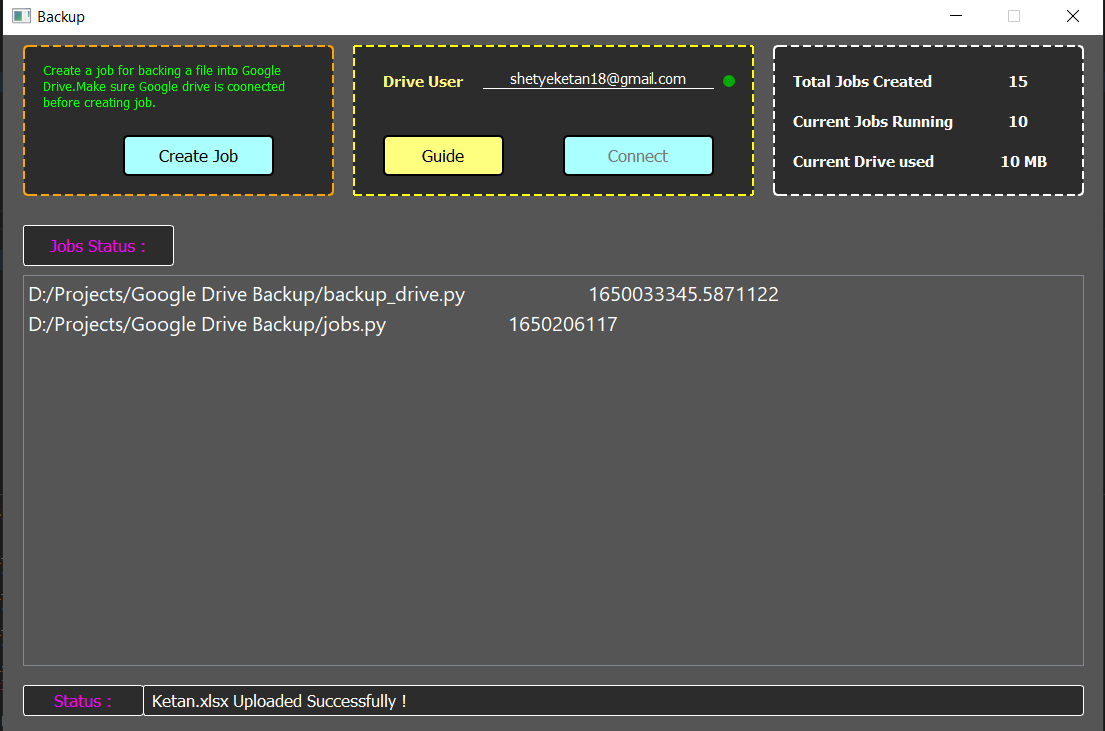 Backup
Create a job for backing a file into Google
Drive.Make sure Google drive is coonected
before creating job.
Create Job
Drive User shetyeketan18@gmail.com
Guide Connect
Total Jobs Created 15
Current Jobs Running 10
Current Drive used 10 MB
Jobs Status :
D:/Projects/Google Drive Backup/backup_drive.py 1650033345.5871122
D:/Projects/Google Drive Backup/jobs.py 1650206117
Status : Ketan.xlsx Uploaded Successfully !